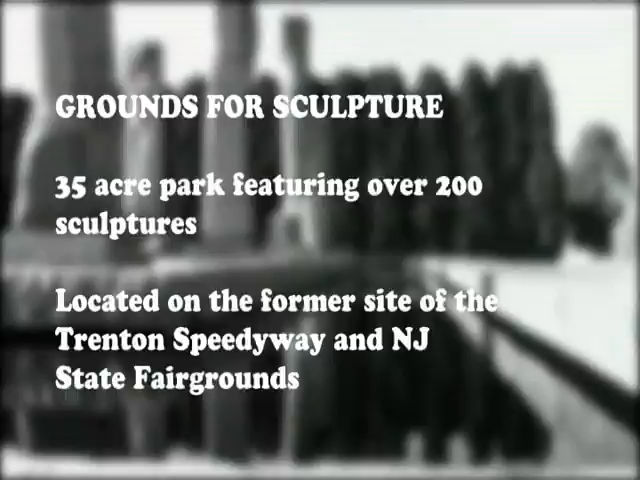 GROUNDS FOR SCULPTURE
35 acre park featuring over 200
sculptures
Located on the former site of the
Trenton Speedyway and NJ
State Fairgrounds